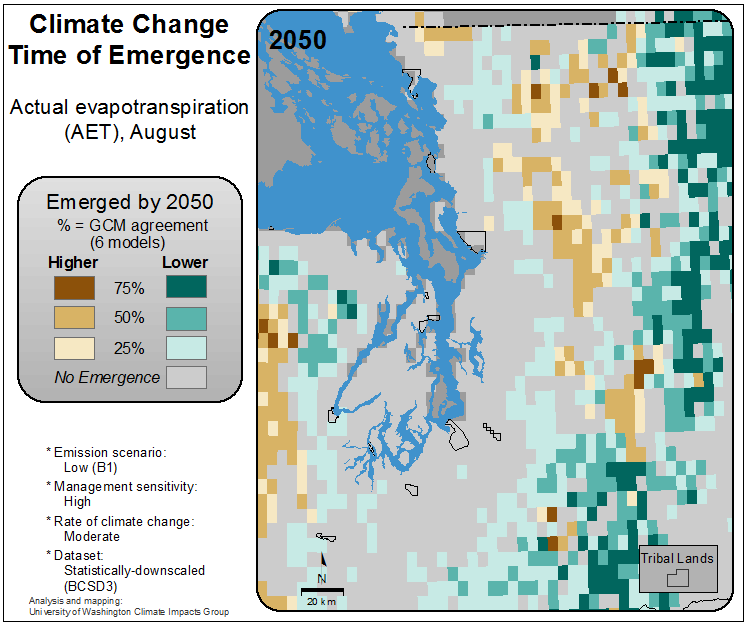 Climate Change
Time of Emergence
Actual evapotranspiration
(AET), August
Emerged by 2050
% = GCM agreement
(6 models)
Higher Lower
75%
50%
25%
No Emergence
* Emission scenario:
Low (B1)
* Management sensitivity:
High
* Rate of climate change:
Moderate
* Dataset:
Statistically-downscaled
(BCSD3)
Analysis and mapping:
University of Washington Climate Impacts Group
2050
N
20 km
Tribal Lands